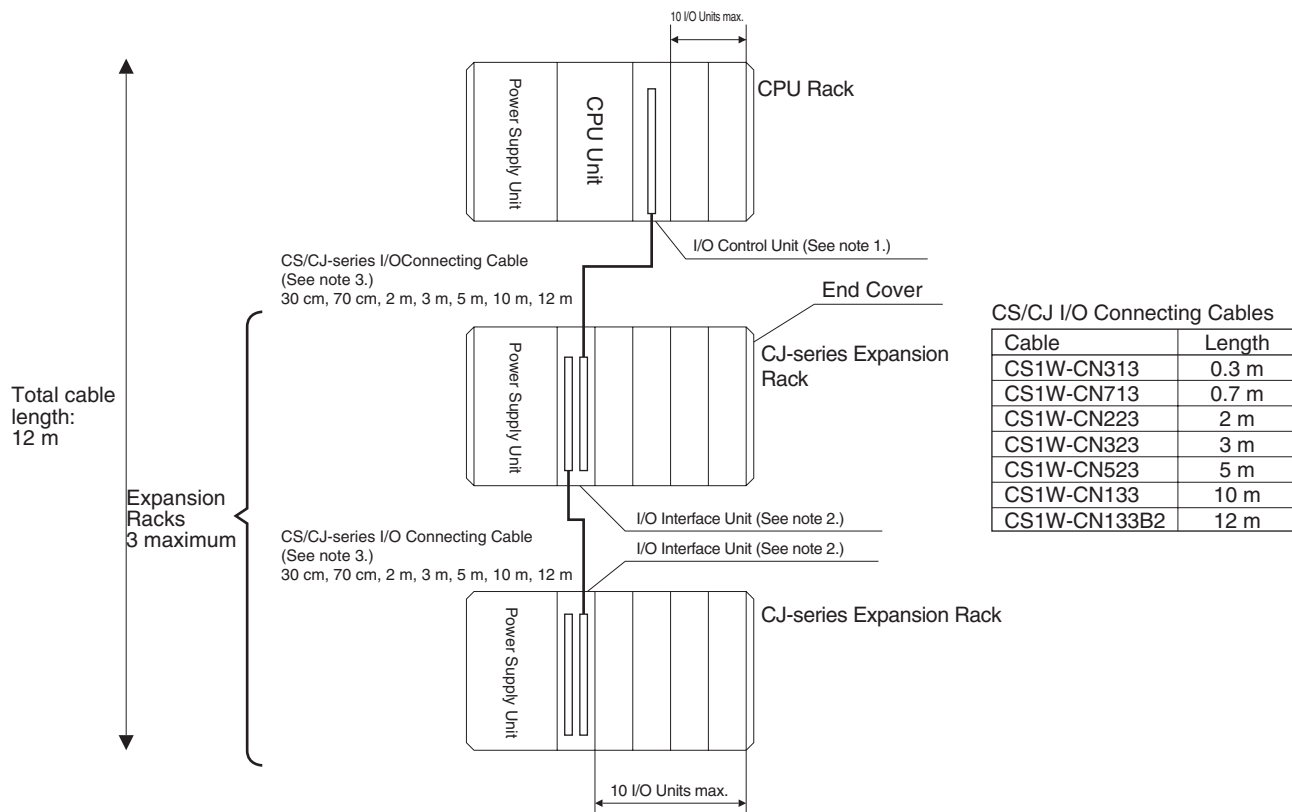 10 I/O Units max.
Power Supply Unit
CPU Unit
CPU Rack
I/O Control Unit (See note 1.)
CS/CJ-series I/OConnecting Cable
(See note 3.)
30 cm, 70 cm, 2 m, 3 m, 5 m, 10 m, 12 m
End Cover
Power Supply Unit
CJ-series Expansion
Rack
CS/CJ I/O Connecting Cables
Cable Length
CS1W-CN313 0.3 m
CS1W-CN713 0.7 m
CS1W-CN223 2 m
CS1W-CN323 3 m
CS1W-CN523 5 m
CS1W-CN133 10 m
CS1W-CN133B2 12 m
Total cable
length:
12 m
Expansion
Racks
3 maximum
I/O Interface Unit (See note 2.)
CS/CJ-series I/O Connecting Cable
(See note 3.)
30 cm, 70 cm, 2 m, 3 m, 5 m, 10 m, 12 m
I/O Interface Unit (See note 2.)
Power Supply Unit
CJ-series Expansion Rack
10 I/O Units max.